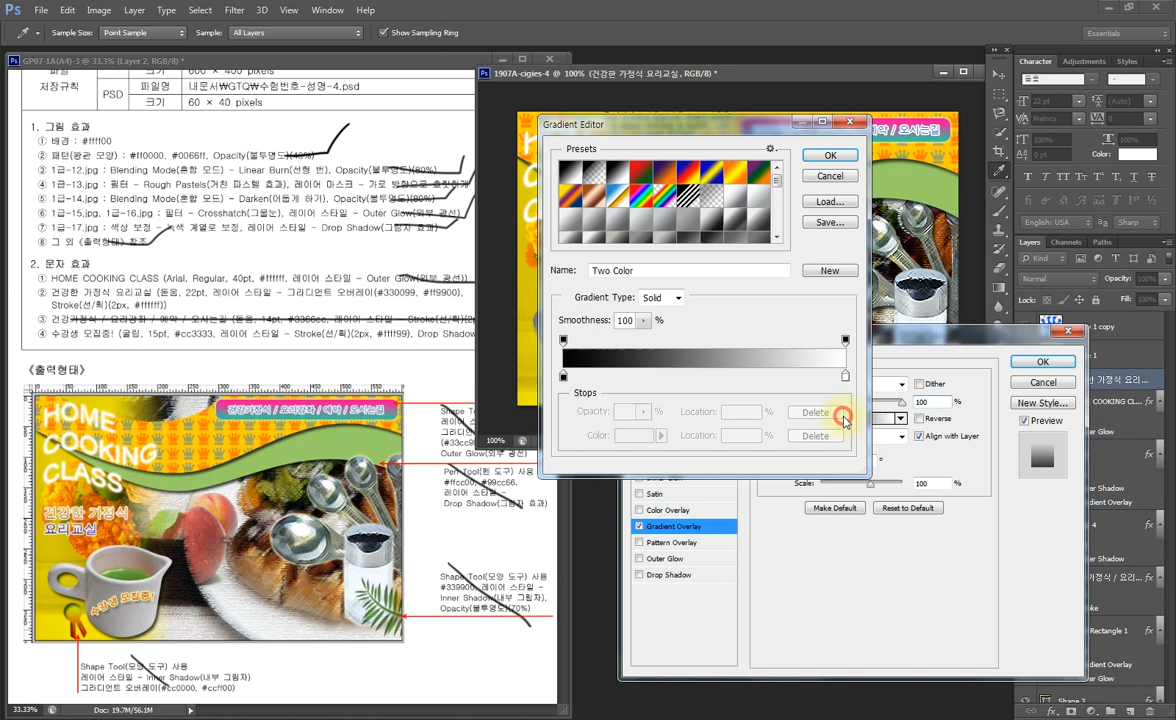 Ps File Edit Image Layer Type Select Filter 3D View Window Help
Sample Size: Point Sample Sample: All Layers Show Sampling Ring Essentials
GP07-1A(A4)-3 @ 33.3% (Layer 2, RGB/8) *
저장규칙
PSD
파일명 내문서₩GTQ₩수험번호-성명-4.psd
크기 60 × 40 pixels
1. 그림 효과
① 배경 : #ffff00
② 패턴(왕관 모양) : #ff0000, #0066ff, Opacity(불투명도)(40%)
③ 1급-12.jpg : Blending Mode(혼합 모드) - Linear Burn(선형 번), Opacity(불투명도)(80%)
④ 1급-13.jpg : 필터 - Rough Pastels(거친 파스텔 효과), 레이어 마스크 - 가로 방향으로 흐릿하게
⑤ 1급-14.jpg : Blending Mode(혼합 모드) - Darken(어둡게 하기), Opacity(불투명도)(80%)
⑥ 1급-15.jpg, 1급-16.jpg : 필터 - Crosshatch(그물눈), 레이어 스타일 - Outer Glow(외부 광선)
⑦ 1급-17.jpg : 색상 보정 - 녹색 계열로 보정, 레이어 스타일 - Drop Shadow(그림자 효과)
⑧ 그 외 《출력형태》 참조
2. 문자 효과
① HOME COOKING CLASS (Arial, Regular, 40pt, #ffffff, 레이어 스타일 - Outer Glow(외부 광선))
② 건강한 가정식 요리교실 (돋움, 22pt, 레이어 스타일 - 그라디언트 오버레이(#330099, #ff9900),
Stroke(선/획)(2px, #ffffff))
③ 건강가정식 / 요리강좌 / 예약 / 오시는길 (돋움, 14pt, #3366cc, 레이어 스타일 - Stroke(선/획)(2px
④ 수강생 모집중! (굴림, 15pt, #cc3333, 레이어 스타일 - Stroke(선/획)(2px, #ffff99), Drop Shadow
《출력형태》
HOME
COOKING
CLASS
건강가정식 / 요리강좌 / 예약 / 오시는길
건강한 가정식
요리교실
수강생 모집중!
Pen Tool(펜 도구) 사용
#ffcc00, #99cc66,
레이어 스타일 -
Drop Shadow(그림자 효과)
Outer Glow(외부 광선)
Shape Tool(모양 도구) 사용
#339900, 레이어 스타일 -
Inner Shadow(내부 그림자),
Opacity(불투명도)(70%)
Shape Tool(모양 도구) 사용
레이어 스타일 - Inner Shadow(내부 그림자)
그라디언트 오버레이(#cc0000, #ccff00)
33.33% Doc: 19.7M/56.1M
1907A-cigies-4 @ 100% (건강한 가정식 요리교실, RGB/8) *
예약 / 오시는길
100%
Gradient Editor
Presets
OK
Cancel
Load...
Save...
Name: Two Color New
Gradient Type: Solid
Smoothness: 100 %
Stops
Opacity: % Location: % Delete
Color: Location: % Delete
Dither
100 %
Reverse
Align with Layer
Scale: 100 %
Make Default Reset to Default
OK
Cancel
New Style...
Preview
Satin
Color Overlay
Gradient Overlay
Pattern Overlay
Outer Glow
Drop Shadow
Character Adjustments Styles
22 pt (Auto)
Metrics
100% 100%
0 pt Color:
English: USA Sharp
Layers Channels Paths
Kind
Normal Opacity: 100%
Lock: Fill: 100%
1 copy
COOKING CL...
Rectangle 1
Shape 3